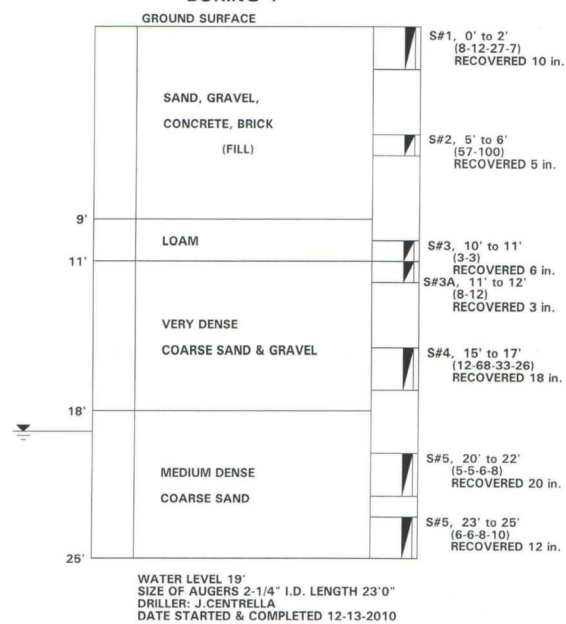 GROUND SURFACE
S#1, 0' to 2'
(8-12-27-7)
RECOVERED 10 in.
SAND, GRAVEL,
CONCRETE, BRICK
(FILL)
S#2, 5' to 6'
(57-100)
RECOVERED 5 in.
9'
LOAM
S#3, 10' to 11'
(3-3)
RECOVERED 6 in.
11'
S#3A, 11' to 12'
(8-12)
RECOVERED 3 in.
VERY DENSE
COARSE SAND & GRAVEL
S#4, 15' to 17'
(12-68-33-26)
RECOVERED 18 in.
18'
S#5, 20' to 22'
(5-5-6-8)
RECOVERED 20 in.
MEDIUM DENSE
COARSE SAND
S#5, 23' to 25'
(6-6-8-10)
RECOVERED 12 in.
25'
WATER LEVEL 19'
SIZE OF AUGERS 2-1/4" I.D. LENGTH 23'0"
DRILLER: J.CENTRELLA
DATE STARTED & COMPLETED 12-13-2010